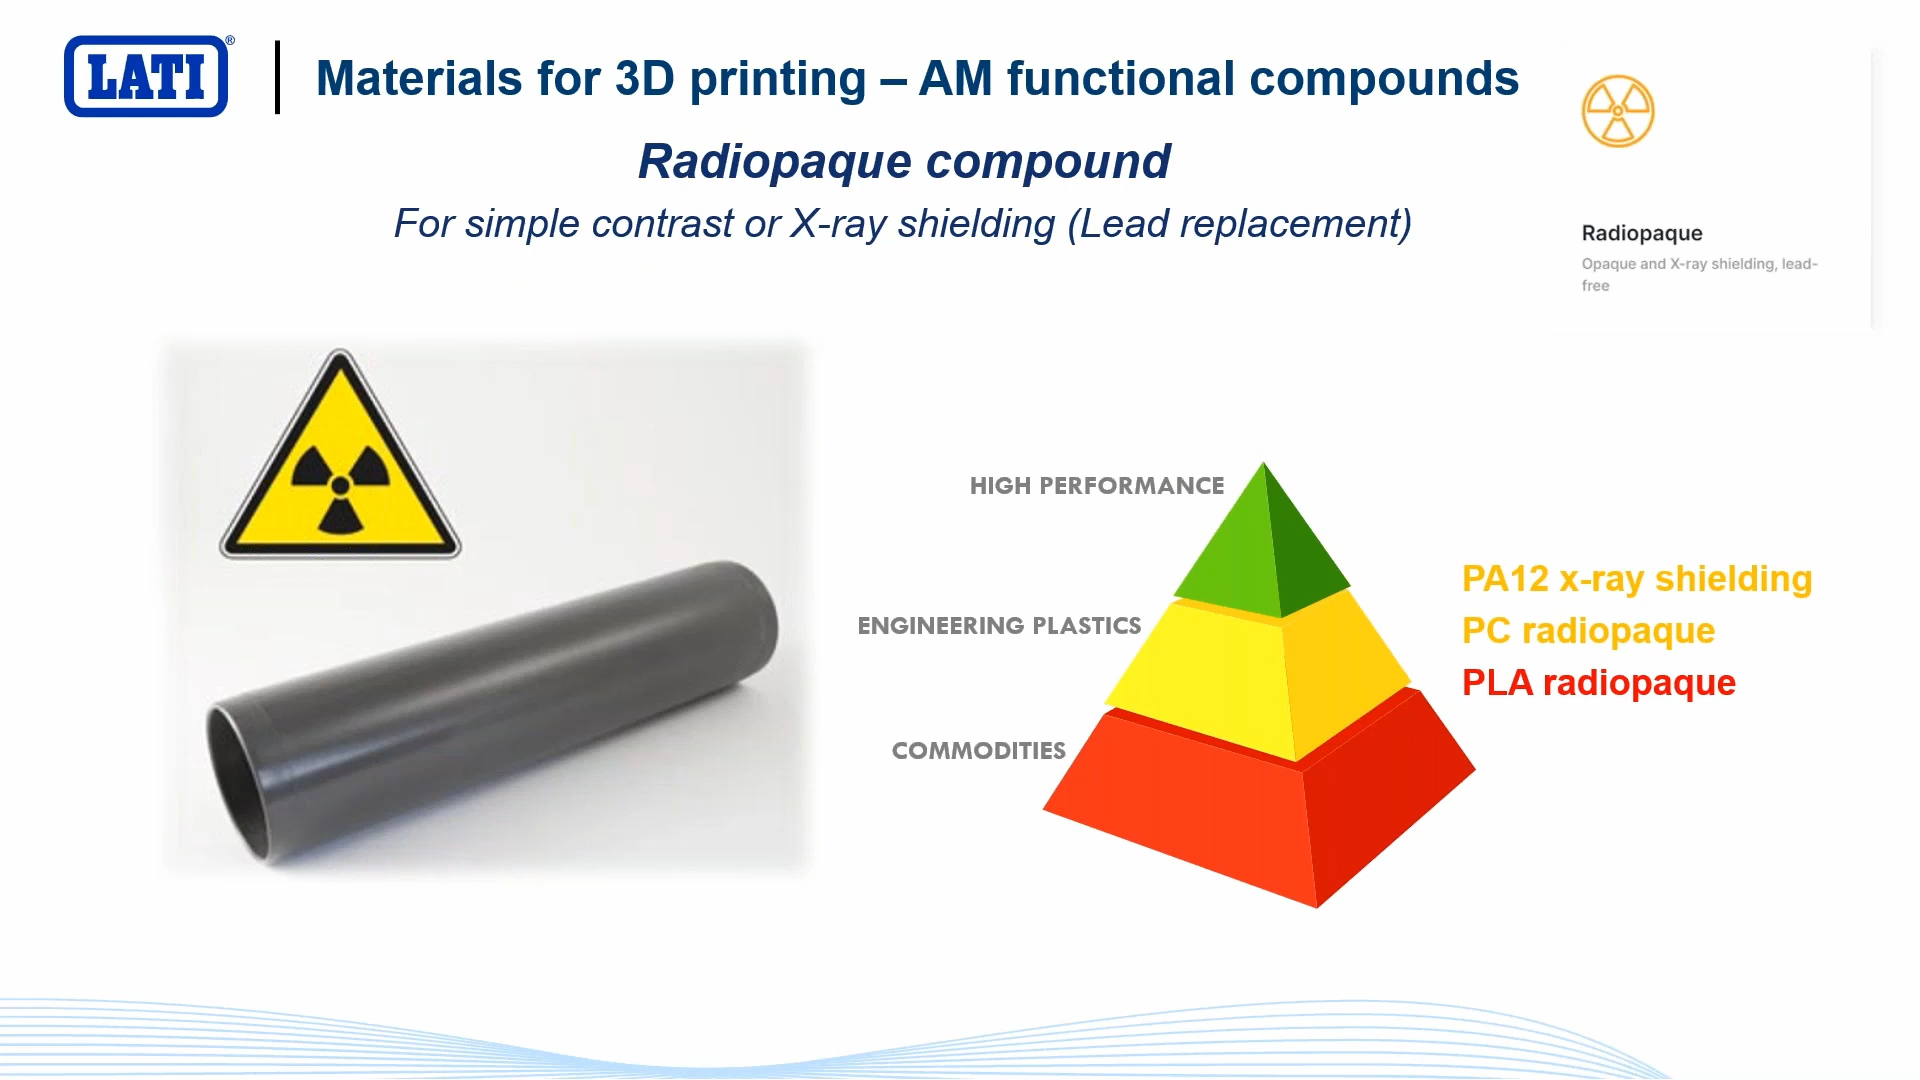 LATI®
Materials for 3D printing – AM functional compounds
Radiopaque compound
For simple contrast or X-ray shielding (Lead replacement)
Radiopaque
Opaque and X-ray shielding, lead-
free
HIGH PERFORMANCE
ENGINEERING PLASTICS
COMMODITIES
PA12 x-ray shielding
PC radiopaque
PLA radiopaque